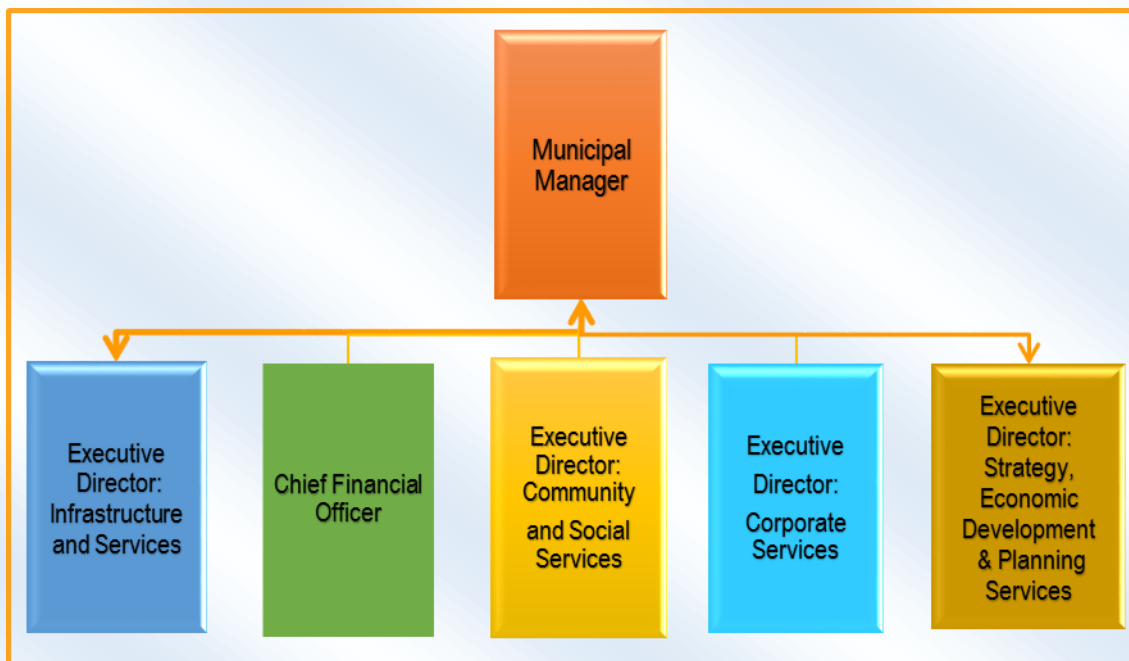 Municipal
Manager
Executive
Director:
Infrastructure
and Services
Chief Financial
Officer
Executive
Director:
Community
and Social
Services
Executive
Director:
Corporate
Services
Executive
Director:
Strategy,
Economic
Development
& Planning
Services